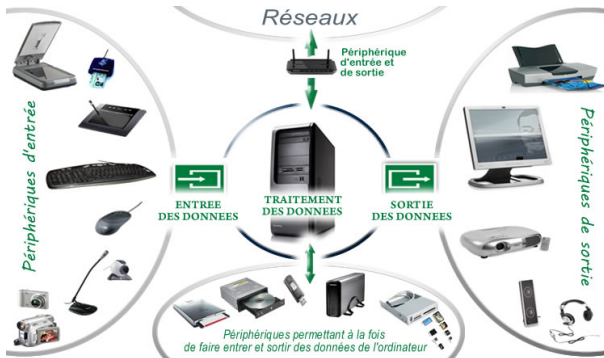 Réseaux
Périphérique
d'entrée et
de sortie
Périphériques d'entrée
ENTREE
DES DONNEES
TRAITEMENT
DES DONNEES
SORTIE
DES DONNEES
Périphériques de sortie
Périphériques permettant à la fois
de faire entrer et sortir des données de l'ordinateur